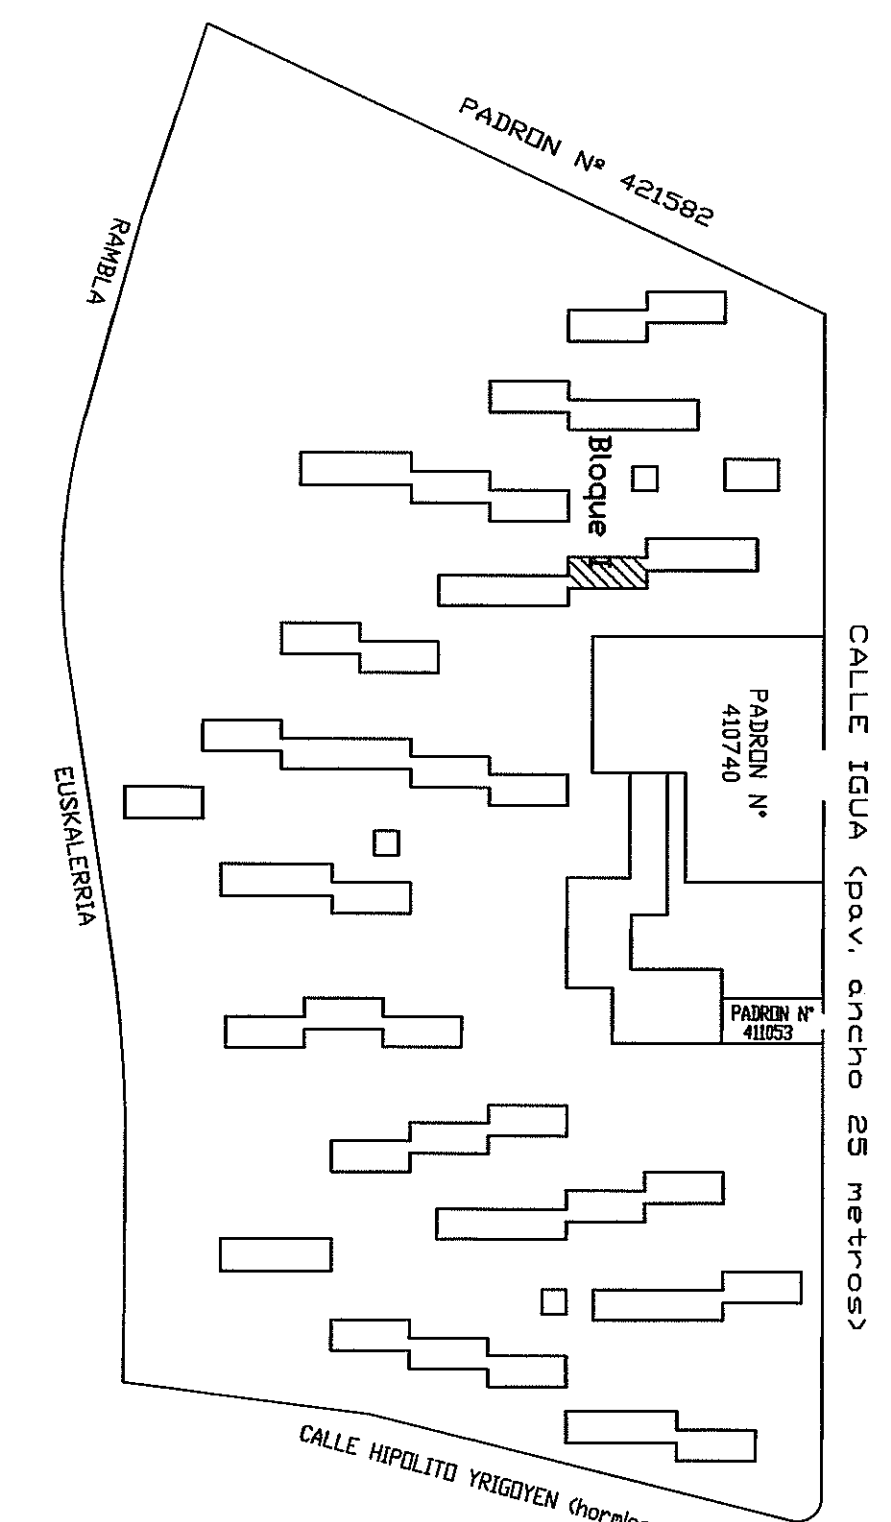 PADRON Nº 421582
RAMBLA
Bloque
CALLE IGUA (pav. ancho 25 metros)
PADRON Nº
410740
EUSKALERRIA
PADRON Nº
411053
CALLE HIPOLITO YRIGOYEN